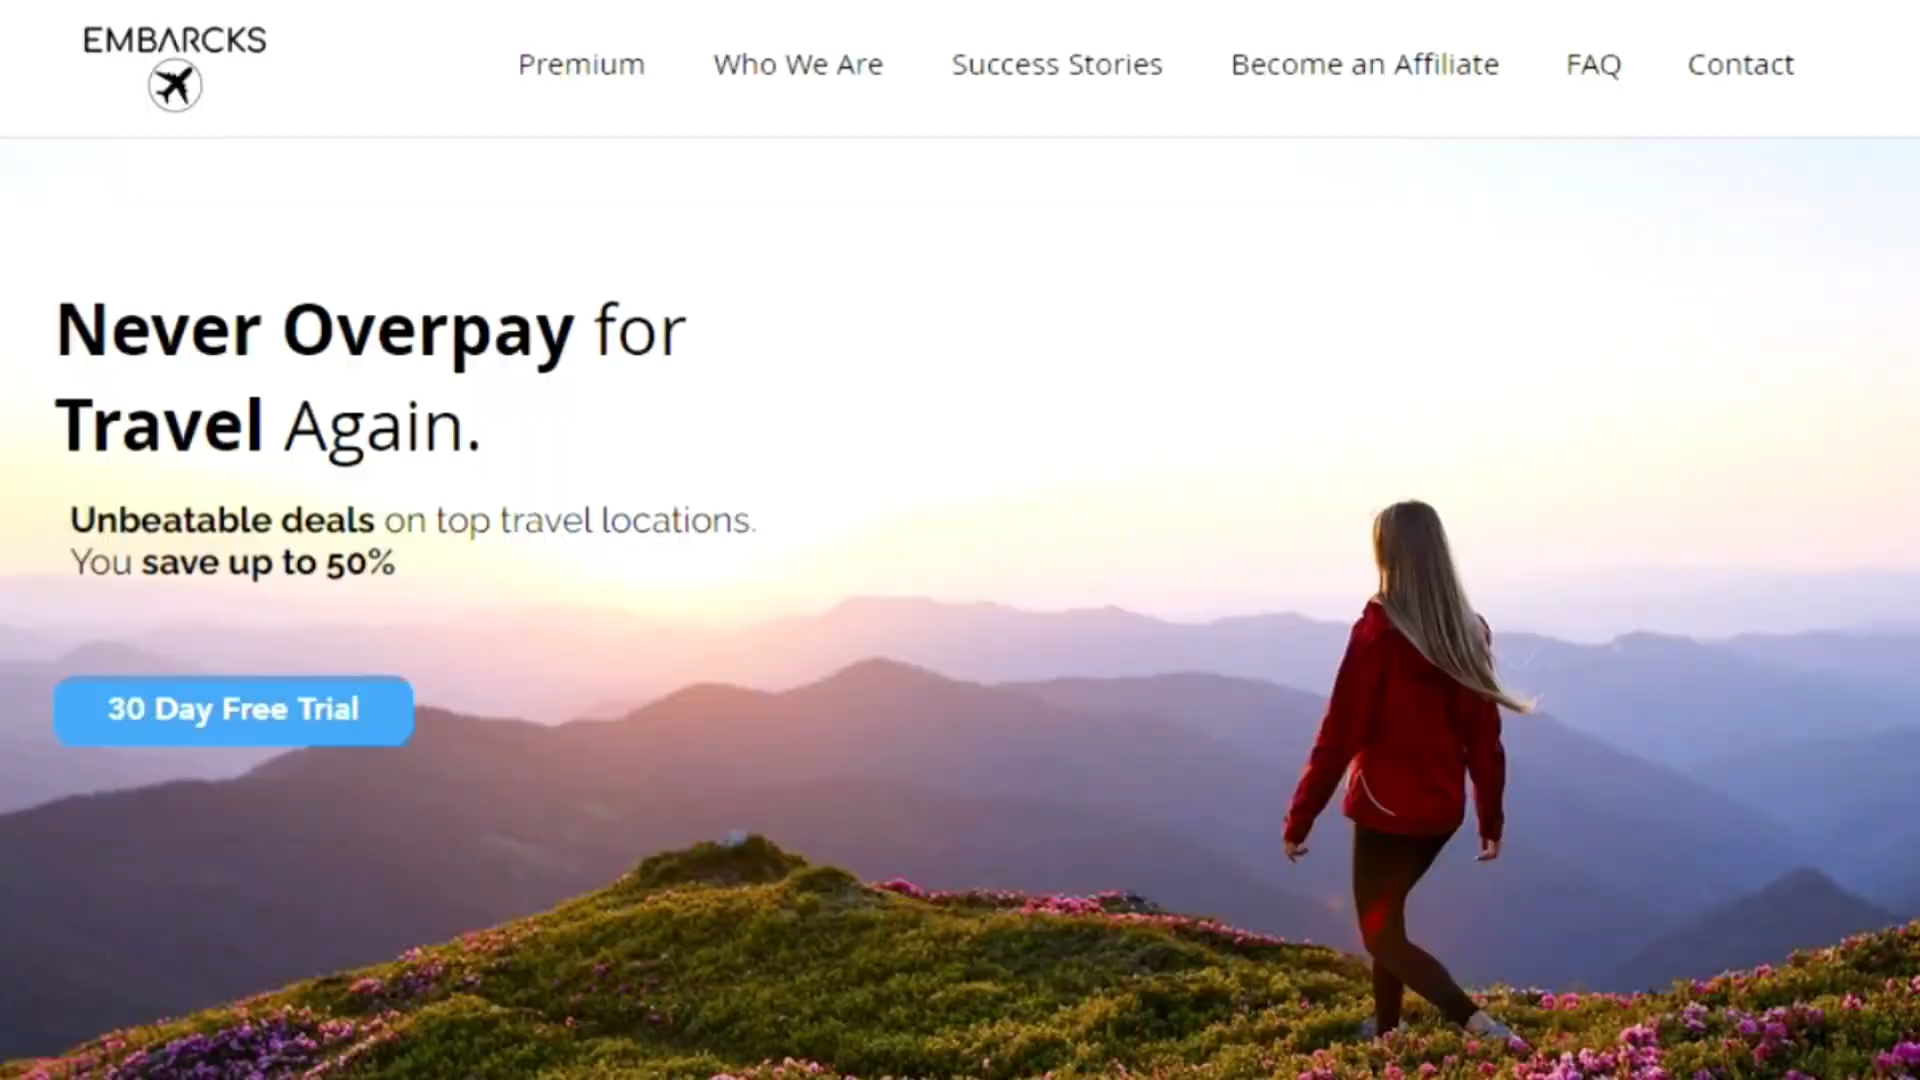 EMBARCKS
Premium
Who We Are
Success Stories
Become an Affiliate
FAQ
Contact
Never Overpay for
Travel Again.
Unbeatable deals on top travel locations.
You save up to 50%
30 Day Free Trial